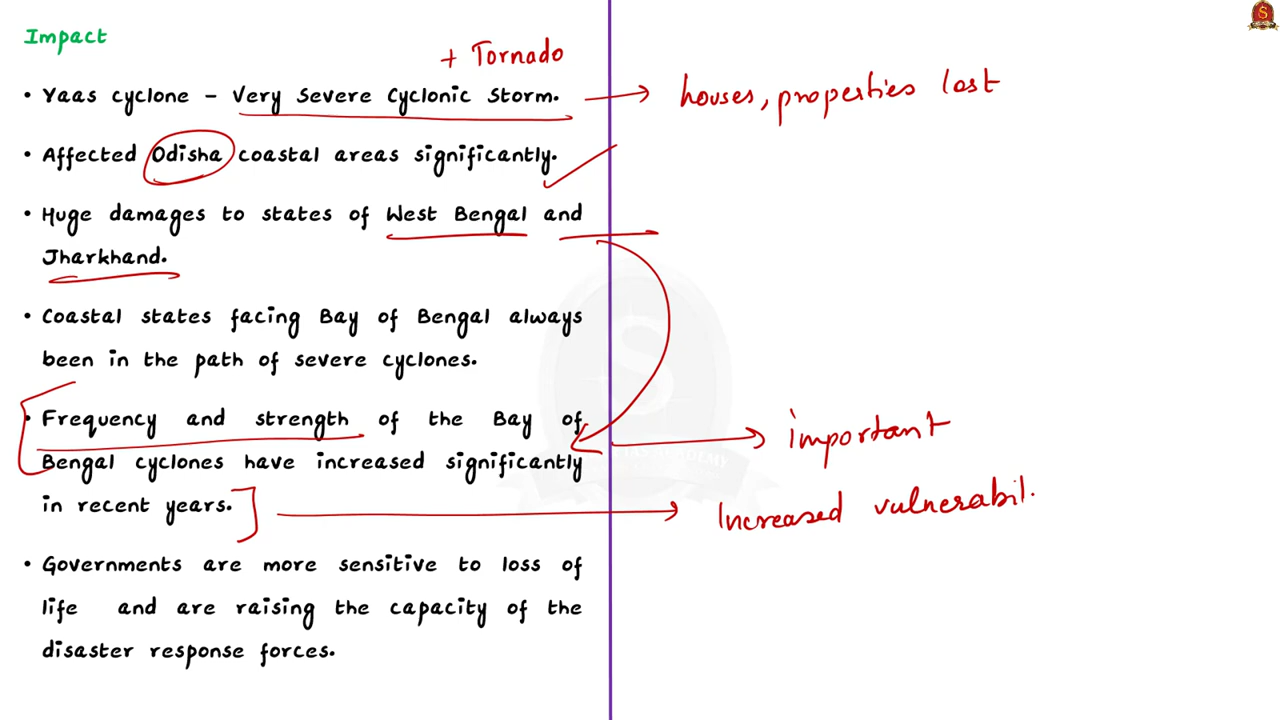 Impact
+ Tornado
• Yaas cyclone – Very Severe Cyclonic Storm.
houses, properties lost
• Affected Odisha coastal areas significantly.
• Huge damages to states of West Bengal and
Jharkhand.
• Coastal states facing Bay of Bengal always
been in the path of severe cyclones.
• Frequency and strength of the Bay of
Bengal cyclones have increased significantly
in recent years.
important
Increased vulnerabil.
• Governments are more sensitive to loss of
life and are raising the capacity of the
disaster response forces.